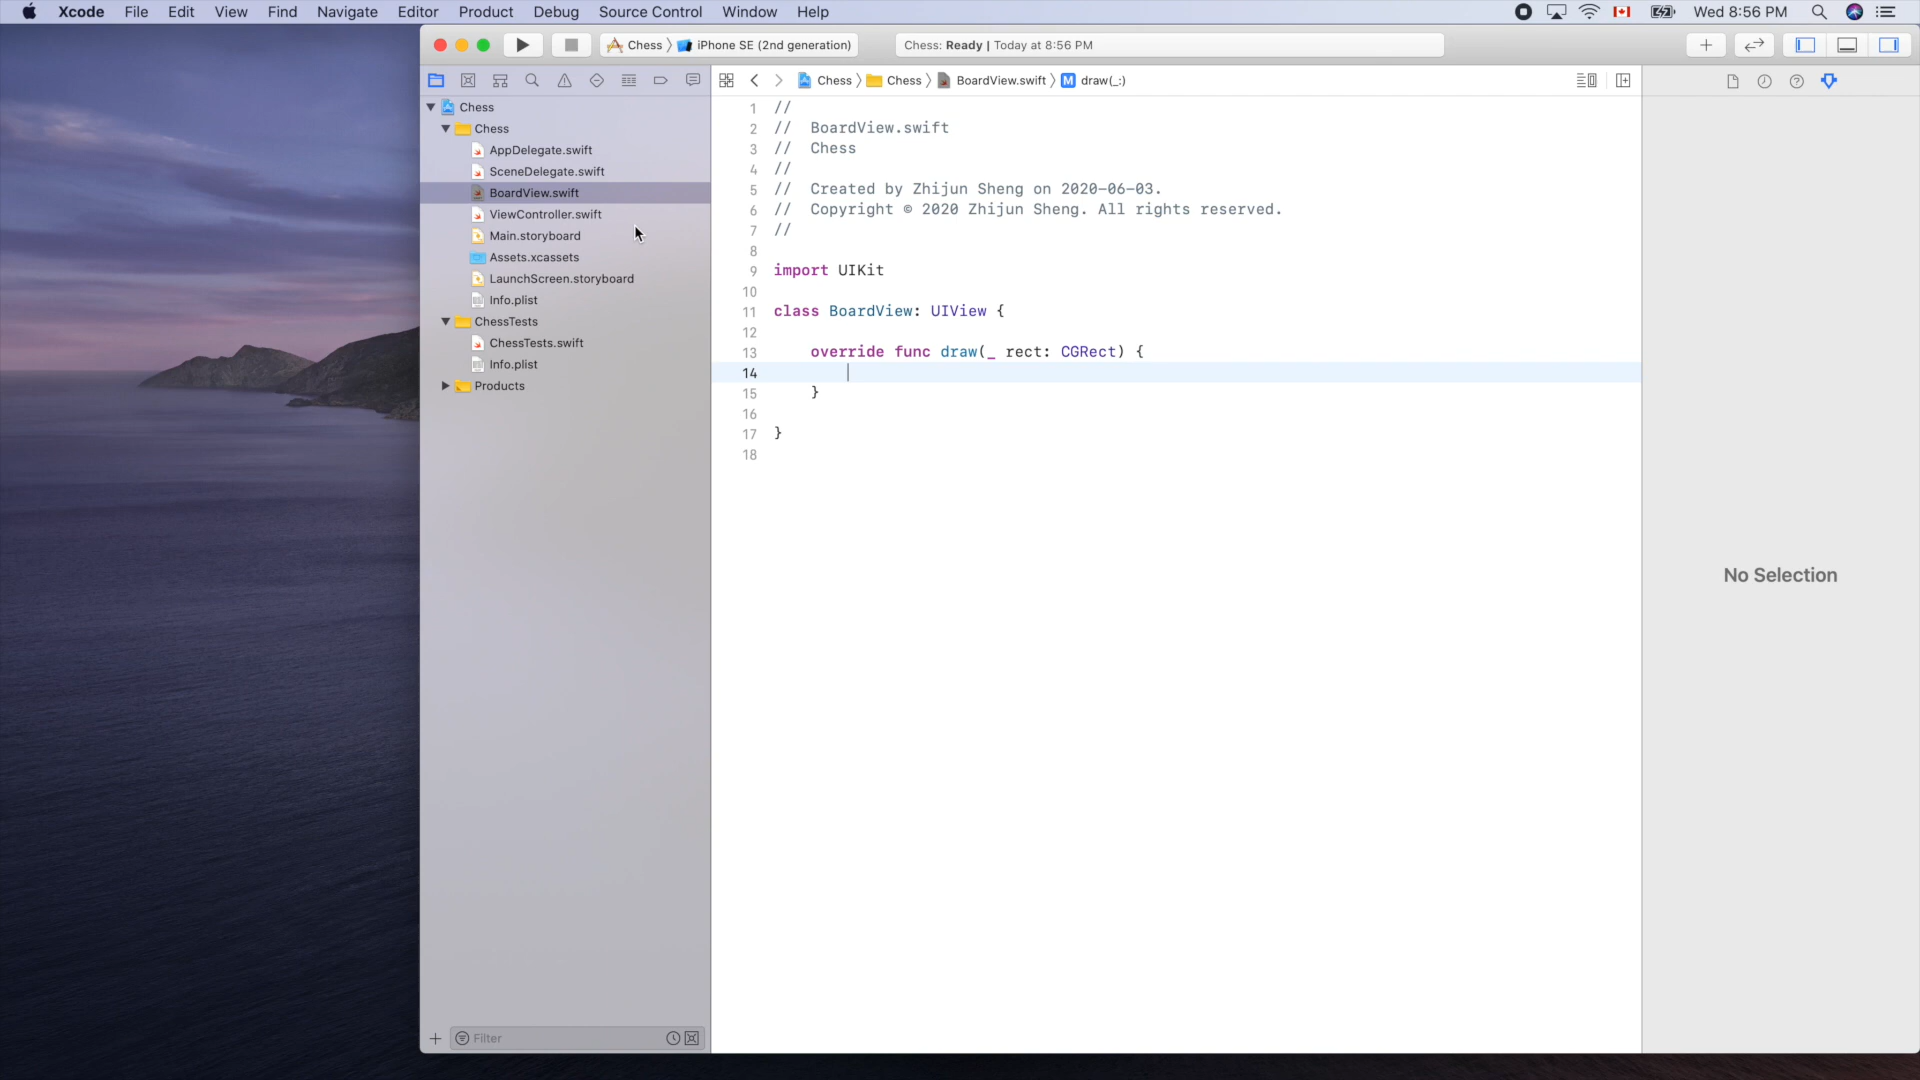 Xcode File Edit View Find Navigate Editor Product Debug Source Control Window Help Wed 8:56 PM
Chess 〉 iPhone SE (2nd generation) Chess: Ready | Today at 8:56 PM
Chess 〉 Chess 〉 BoardView.swift 〉 M draw(_:)
Chess
Chess
AppDelegate.swift
SceneDelegate.swift
BoardView.swift
ViewController.swift
Main.storyboard
Assets.xcassets
LaunchScreen.storyboard
Info.plist
ChessTests
ChessTests.swift
Info.plist
Products
Filter
1 //
2 // BoardView.swift
3 // Chess
4 //
5 // Created by Zhijun Sheng on 2020-06-03.
6 // Copyright © 2020 Zhijun Sheng. All rights reserved.
7 //
8
9 import UIKit
10
11 class BoardView: UIView {
12
13 override func draw(_ rect: CGRect) {
14
15 }
16
17 }
18
No Selection